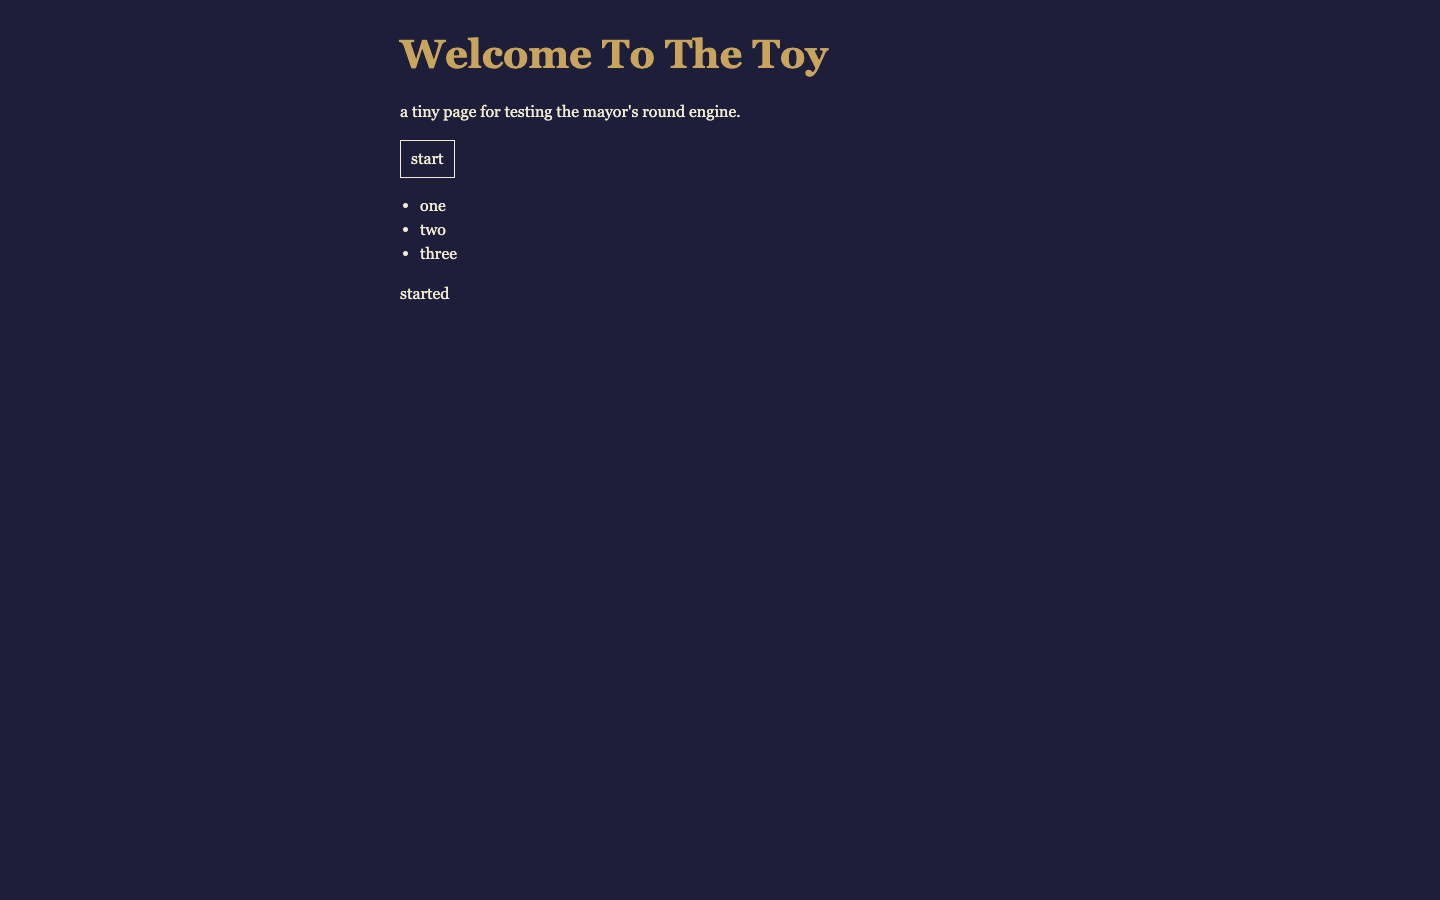 Welcome To The Toy
a tiny page for testing the mayor's round engine.
start
one
two
three
started